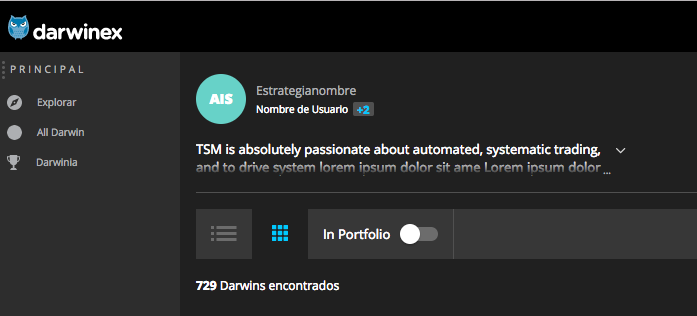 darwinex
PRINCIPAL
Explorar
All Darwin
Darwinia
AIS
Estrategianombre
Nombre de Usuario +2
TSM is absolutely passionate about automated, systematic trading,
and to drive system lorem ipsum dolor sit ame Lorem ipsum dolor ...
In Portfolio
729 Darwins encontrados